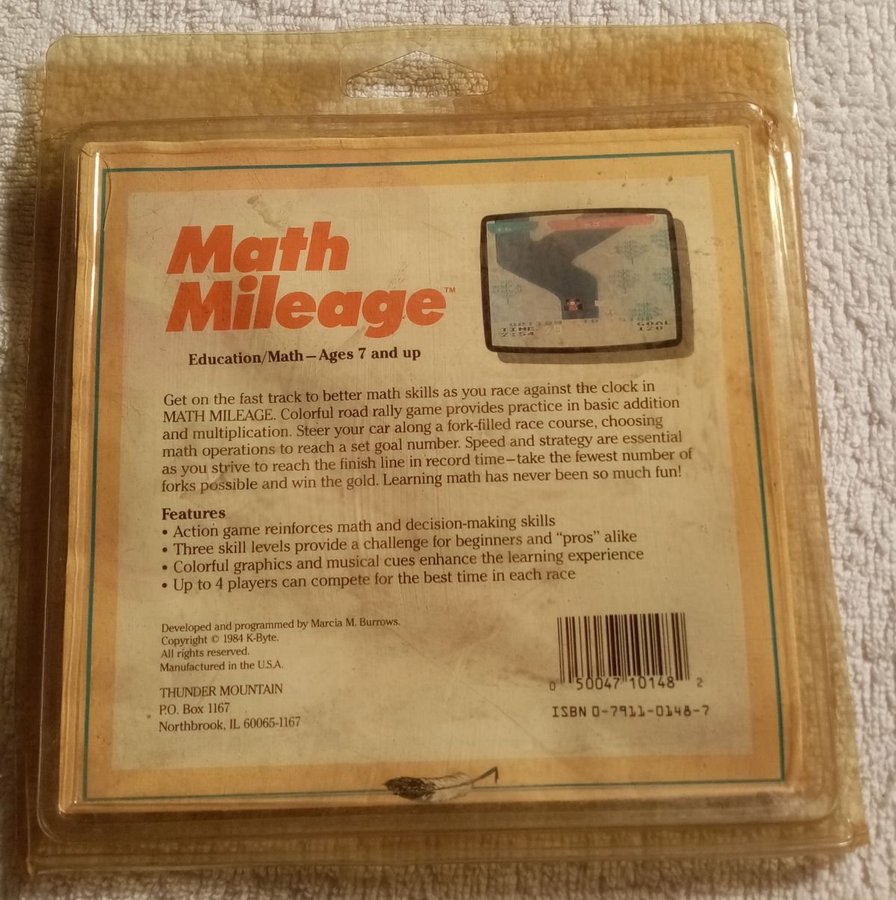 Math
Mileage™
Education/Math—Ages 7 and up
TIME
2:54
GOAL
120
Get on the fast track to better math skills as you race against the clock in
MATH MILEAGE. Colorful road rally game provides practice in basic addition
and multiplication. Steer your car along a fork-filled race course, choosing
math operations to reach a set goal number. Speed and strategy are essential
as you strive to reach the finish line in record time—take the fewest number of
forks possible and win the gold. Learning math has never been so much fun!
Features
• Action game reinforces math and decision-making skills
• Three skill levels provide a challenge for beginners and “pros” alike
• Colorful graphics and musical cues enhance the learning experience
• Up to 4 players can compete for the best time in each race
Developed and programmed by Marcia M. Burrows.
Copyright © 1984 K-Byte.
All rights reserved.
Manufactured in the U.S.A.
THUNDER MOUNTAIN
P.O. Box 1167
Northbrook, IL 60065-1167
0 50047 10148 2
ISBN 0-7911-0148-7